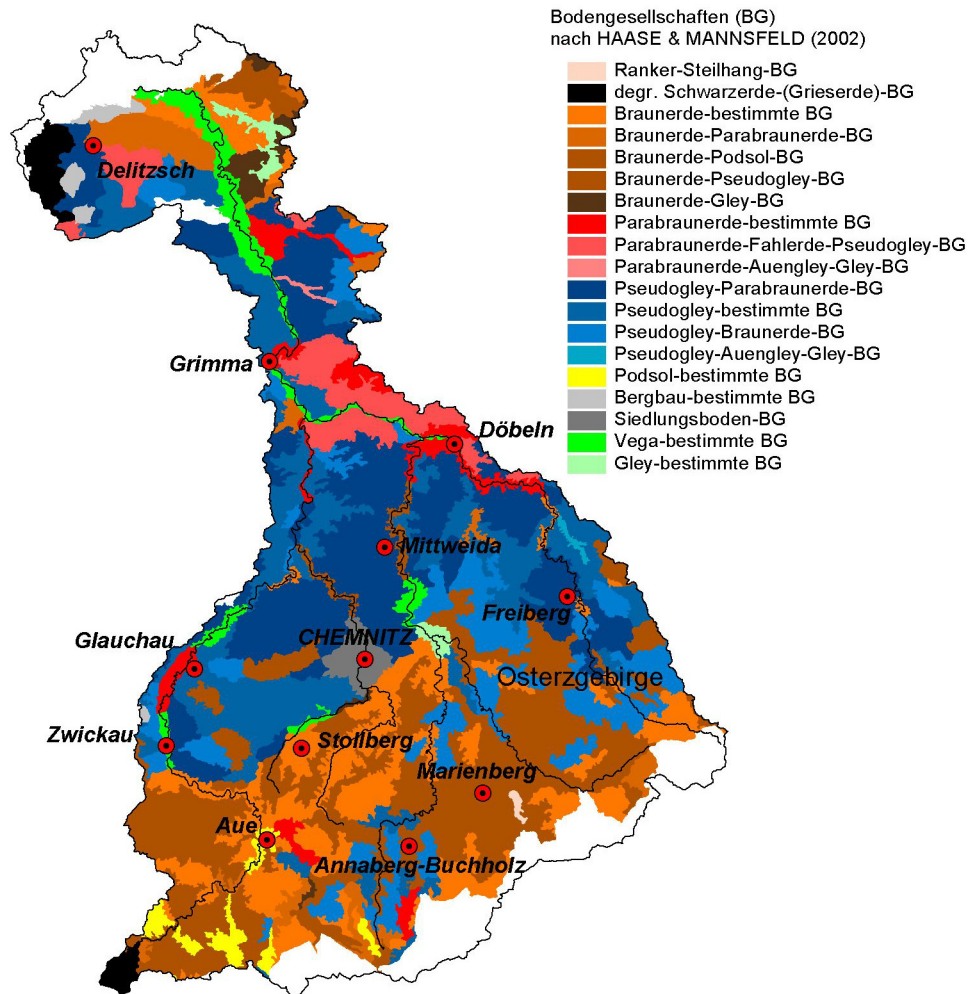 Bodengesellschaften (BG)
nach HAASE & MANNSFELD (2002)
Ranker-Steilhang-BG
degr. Schwarzerde-(Grieserde)-BG
Braunerde-bestimmte BG
Braunerde-Parabraunerde-BG
Braunerde-Podsol-BG
Braunerde-Pseudogley-BG
Braunerde-Gley-BG
Parabraunerde-bestimmte BG
Parabraunerde-Fahlerde-Pseudogley-BG
Parabraunerde-Auengley-Gley-BG
Pseudogley-Parabraunerde-BG
Pseudogley-bestimmte BG
Pseudogley-Braunerde-BG
Pseudogley-Auengley-Gley-BG
Podsol-bestimmte BG
Bergbau-bestimmte BG
Siedlungsboden-BG
Vega-bestimmte BG
Gley-bestimmte BG
Delitzsch
Grimma
Döbeln
Mittweida
Freiberg
Glauchau
CHEMNITZ
Osterzgebirge
Zwickau
Stollberg
Marienberg
Aue
Annaberg-Buchholz